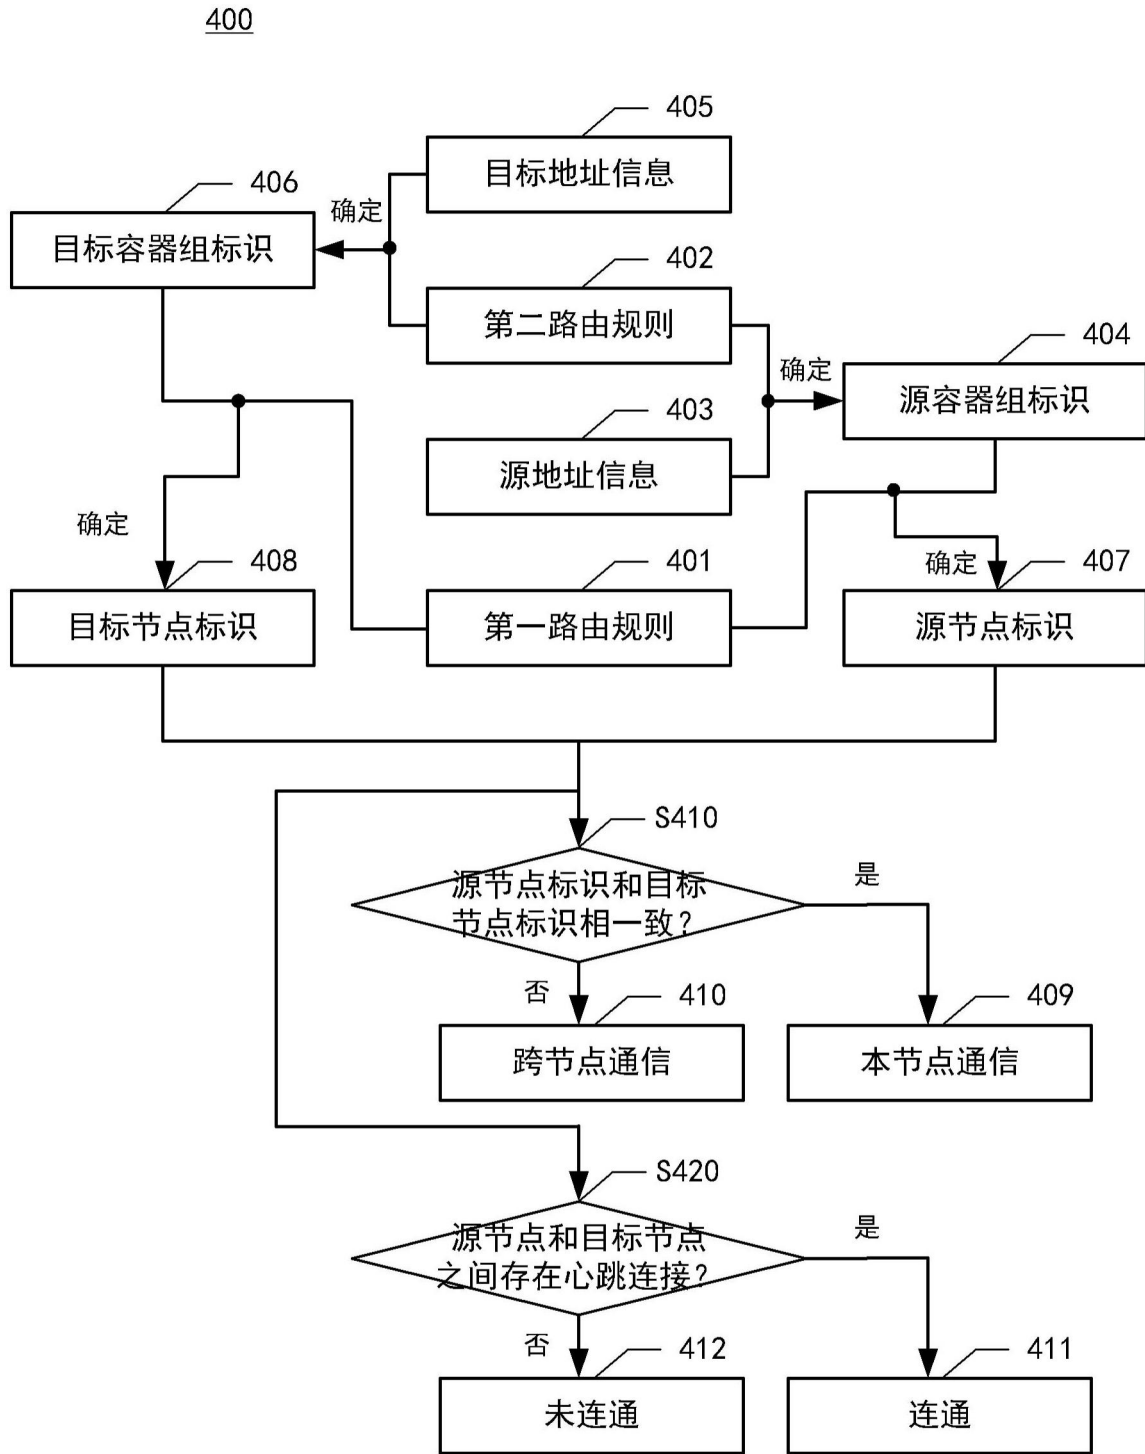 400
405
目标地址信息
406
确定
目标容器组标识
402
第二路由规则
404
确定
源容器组标识
403
源地址信息
确定
408
目标节点标识
401
第一路由规则
确定
407
源节点标识
S410
源节点标识和目标
节点标识相一致？
是
否
410
跨节点通信
409
本节点通信
S420
源节点和目标节点
之间存在心跳连接？
是
否
412
未连通
411
连通